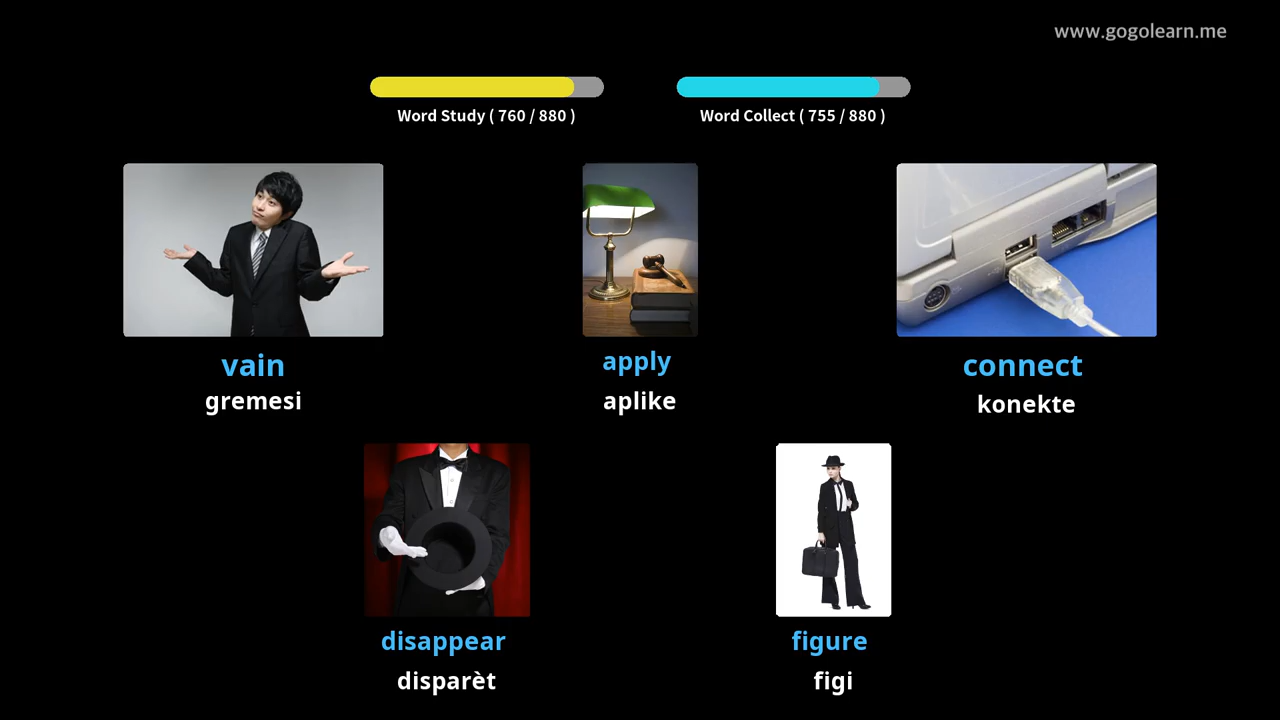 www.gogolearn.me
Word Study ( 760 / 880 )
Word Collect ( 755 / 880 )
vain
gremesi
apply
aplike
connect
konekte
disappear
disparèt
figure
figi